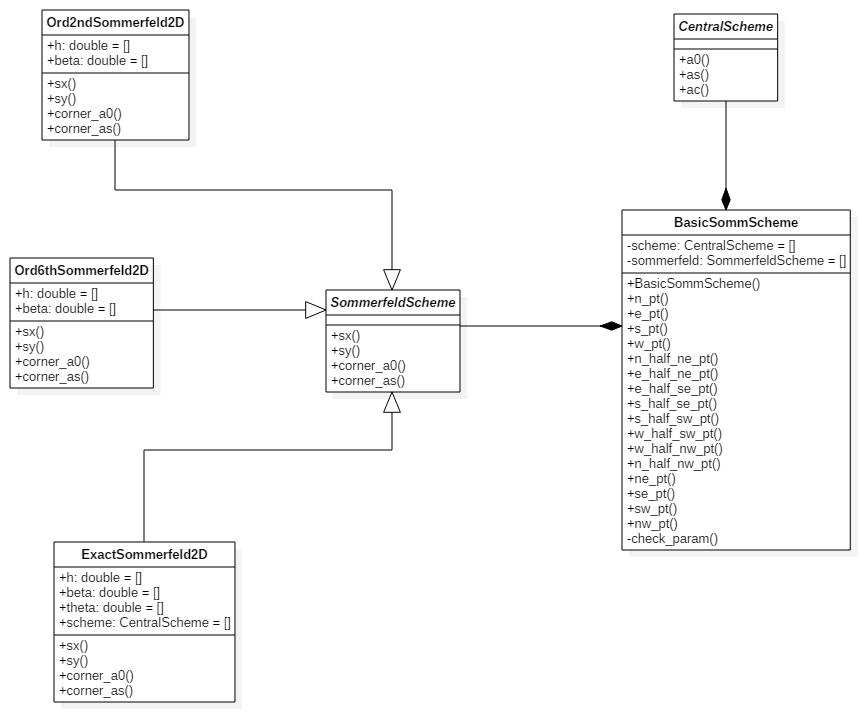 Ord2ndSommerfeld2D
+h: double = []
+beta: double = []
+sx()
+sy()
+corner_a0()
+corner_as()
CentralScheme
+a0()
+as()
+ac()
Ord6thSommerfeld2D
+h: double = []
+beta: double = []
+sx()
+sy()
+corner_a0()
+corner_as()
SommerfeldScheme
+sx()
+sy()
+corner_a0()
+corner_as()
BasicSommScheme
-scheme: CentralScheme = []
-sommerfeld: SommerfeldScheme = []
+BasicSommScheme()
+n_pt()
+e_pt()
+s_pt()
+w_pt()
+n_half_ne_pt()
+e_half_ne_pt()
+e_half_se_pt()
+s_half_se_pt()
+s_half_sw_pt()
+w_half_sw_pt()
+w_half_nw_pt()
+n_half_nw_pt()
+ne_pt()
+se_pt()
+sw_pt()
+nw_pt()
-check_param()
ExactSommerfeld2D
+h: double = []
+beta: double = []
+theta: double = []
+scheme: CentralScheme = []
+sx()
+sy()
+corner_a0()
+corner_as()